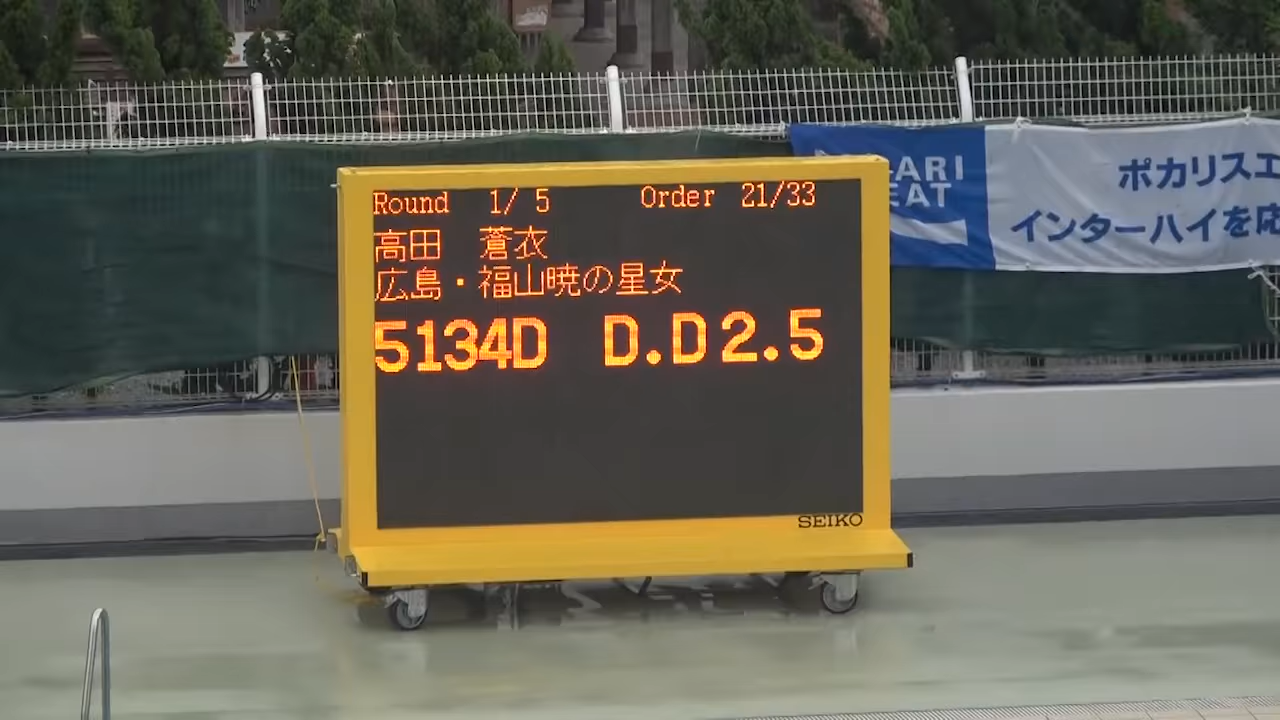 Round 1/ 5 Order 21/33
高田 蒼衣
広島・福山暁の星女
5134D D.D 2.5
SEIKO
ポカリスエ
インターハイを応